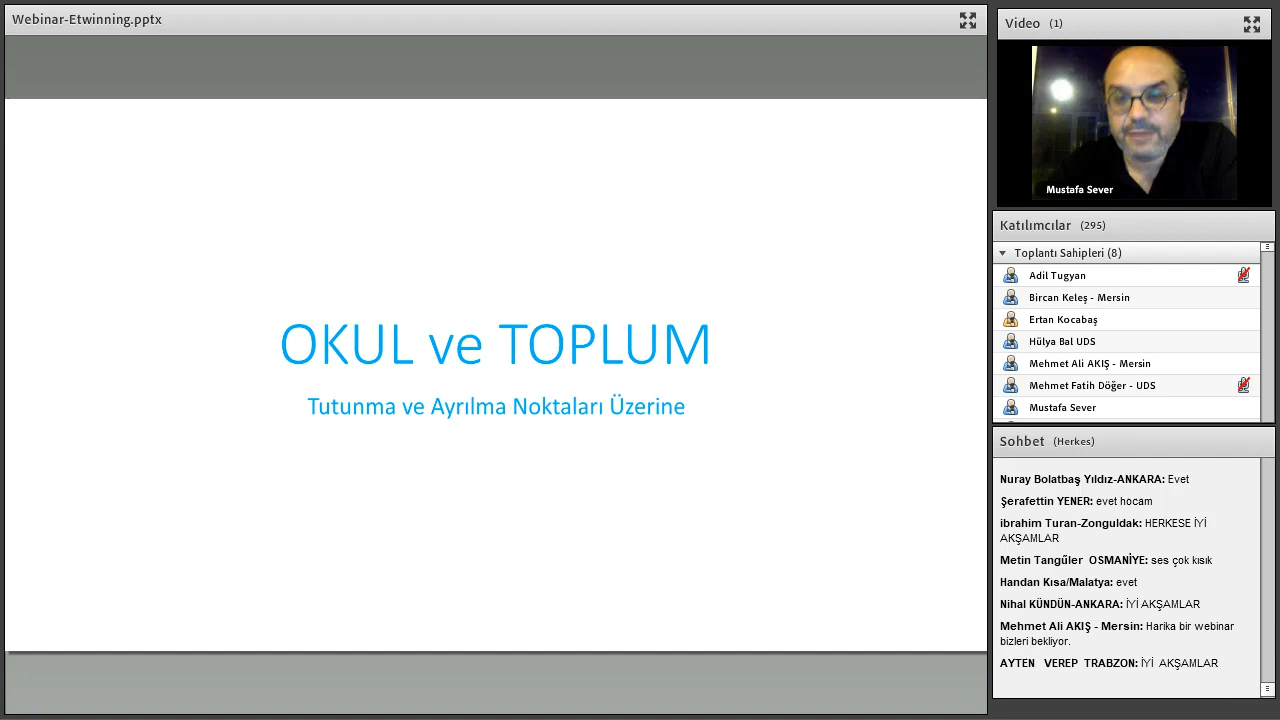 Webinar-Etwinning.pptx
OKUL ve TOPLUM
Tutunma ve Ayrılma Noktaları Üzerine
Video (1)
Mustafa Sever
Katılımcılar (295)
Toplantı Sahipleri (8)
Adil Tugyan
Bircan Keleş - Mersin
Ertan Kocabaş
Hülya Bal UDS
Mehmet Ali AKIŞ - Mersin
Mehmet Fatih Döğer - UDS
Mustafa Sever
Sohbet (Herkes)
Nuray Bolatbaş Yıldız-ANKARA: Evet
Şerafettin YENER: evet hocam
ibrahim Turan-Zonguldak: HERKESE İYİ
AKŞAMLAR
Metin Tangűler OSMANİYE: ses çok kısık
Handan Kısa/Malatya: evet
Nihal KÜNDÜN-ANKARA: İYİ AKŞAMLAR
Mehmet Ali AKIŞ - Mersin: Harika bir webinar
bizleri bekliyor.
AYTEN VEREP TRABZON: İYİ AKŞAMLAR